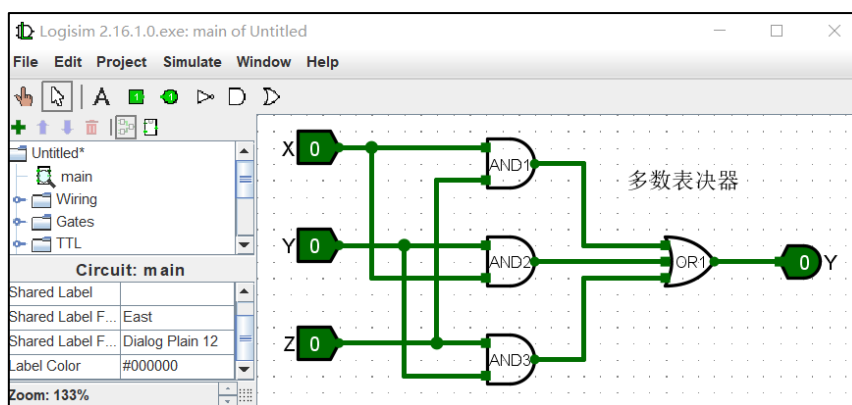 Logisim 2.16.1.0.exe: main of Untitled
File Edit Project Simulate Window Help
A 1 1
Untitled*
main
Wiring
Gates
TTL
Circuit: main
Shared Label
Shared Label F... East
Shared Label F... Dialog Plain 12
Label Color #000000
Zoom: 133%
X 0
AND1
多数表决器
Y 0
AND2
OR1
0 Y
Z 0
AND3